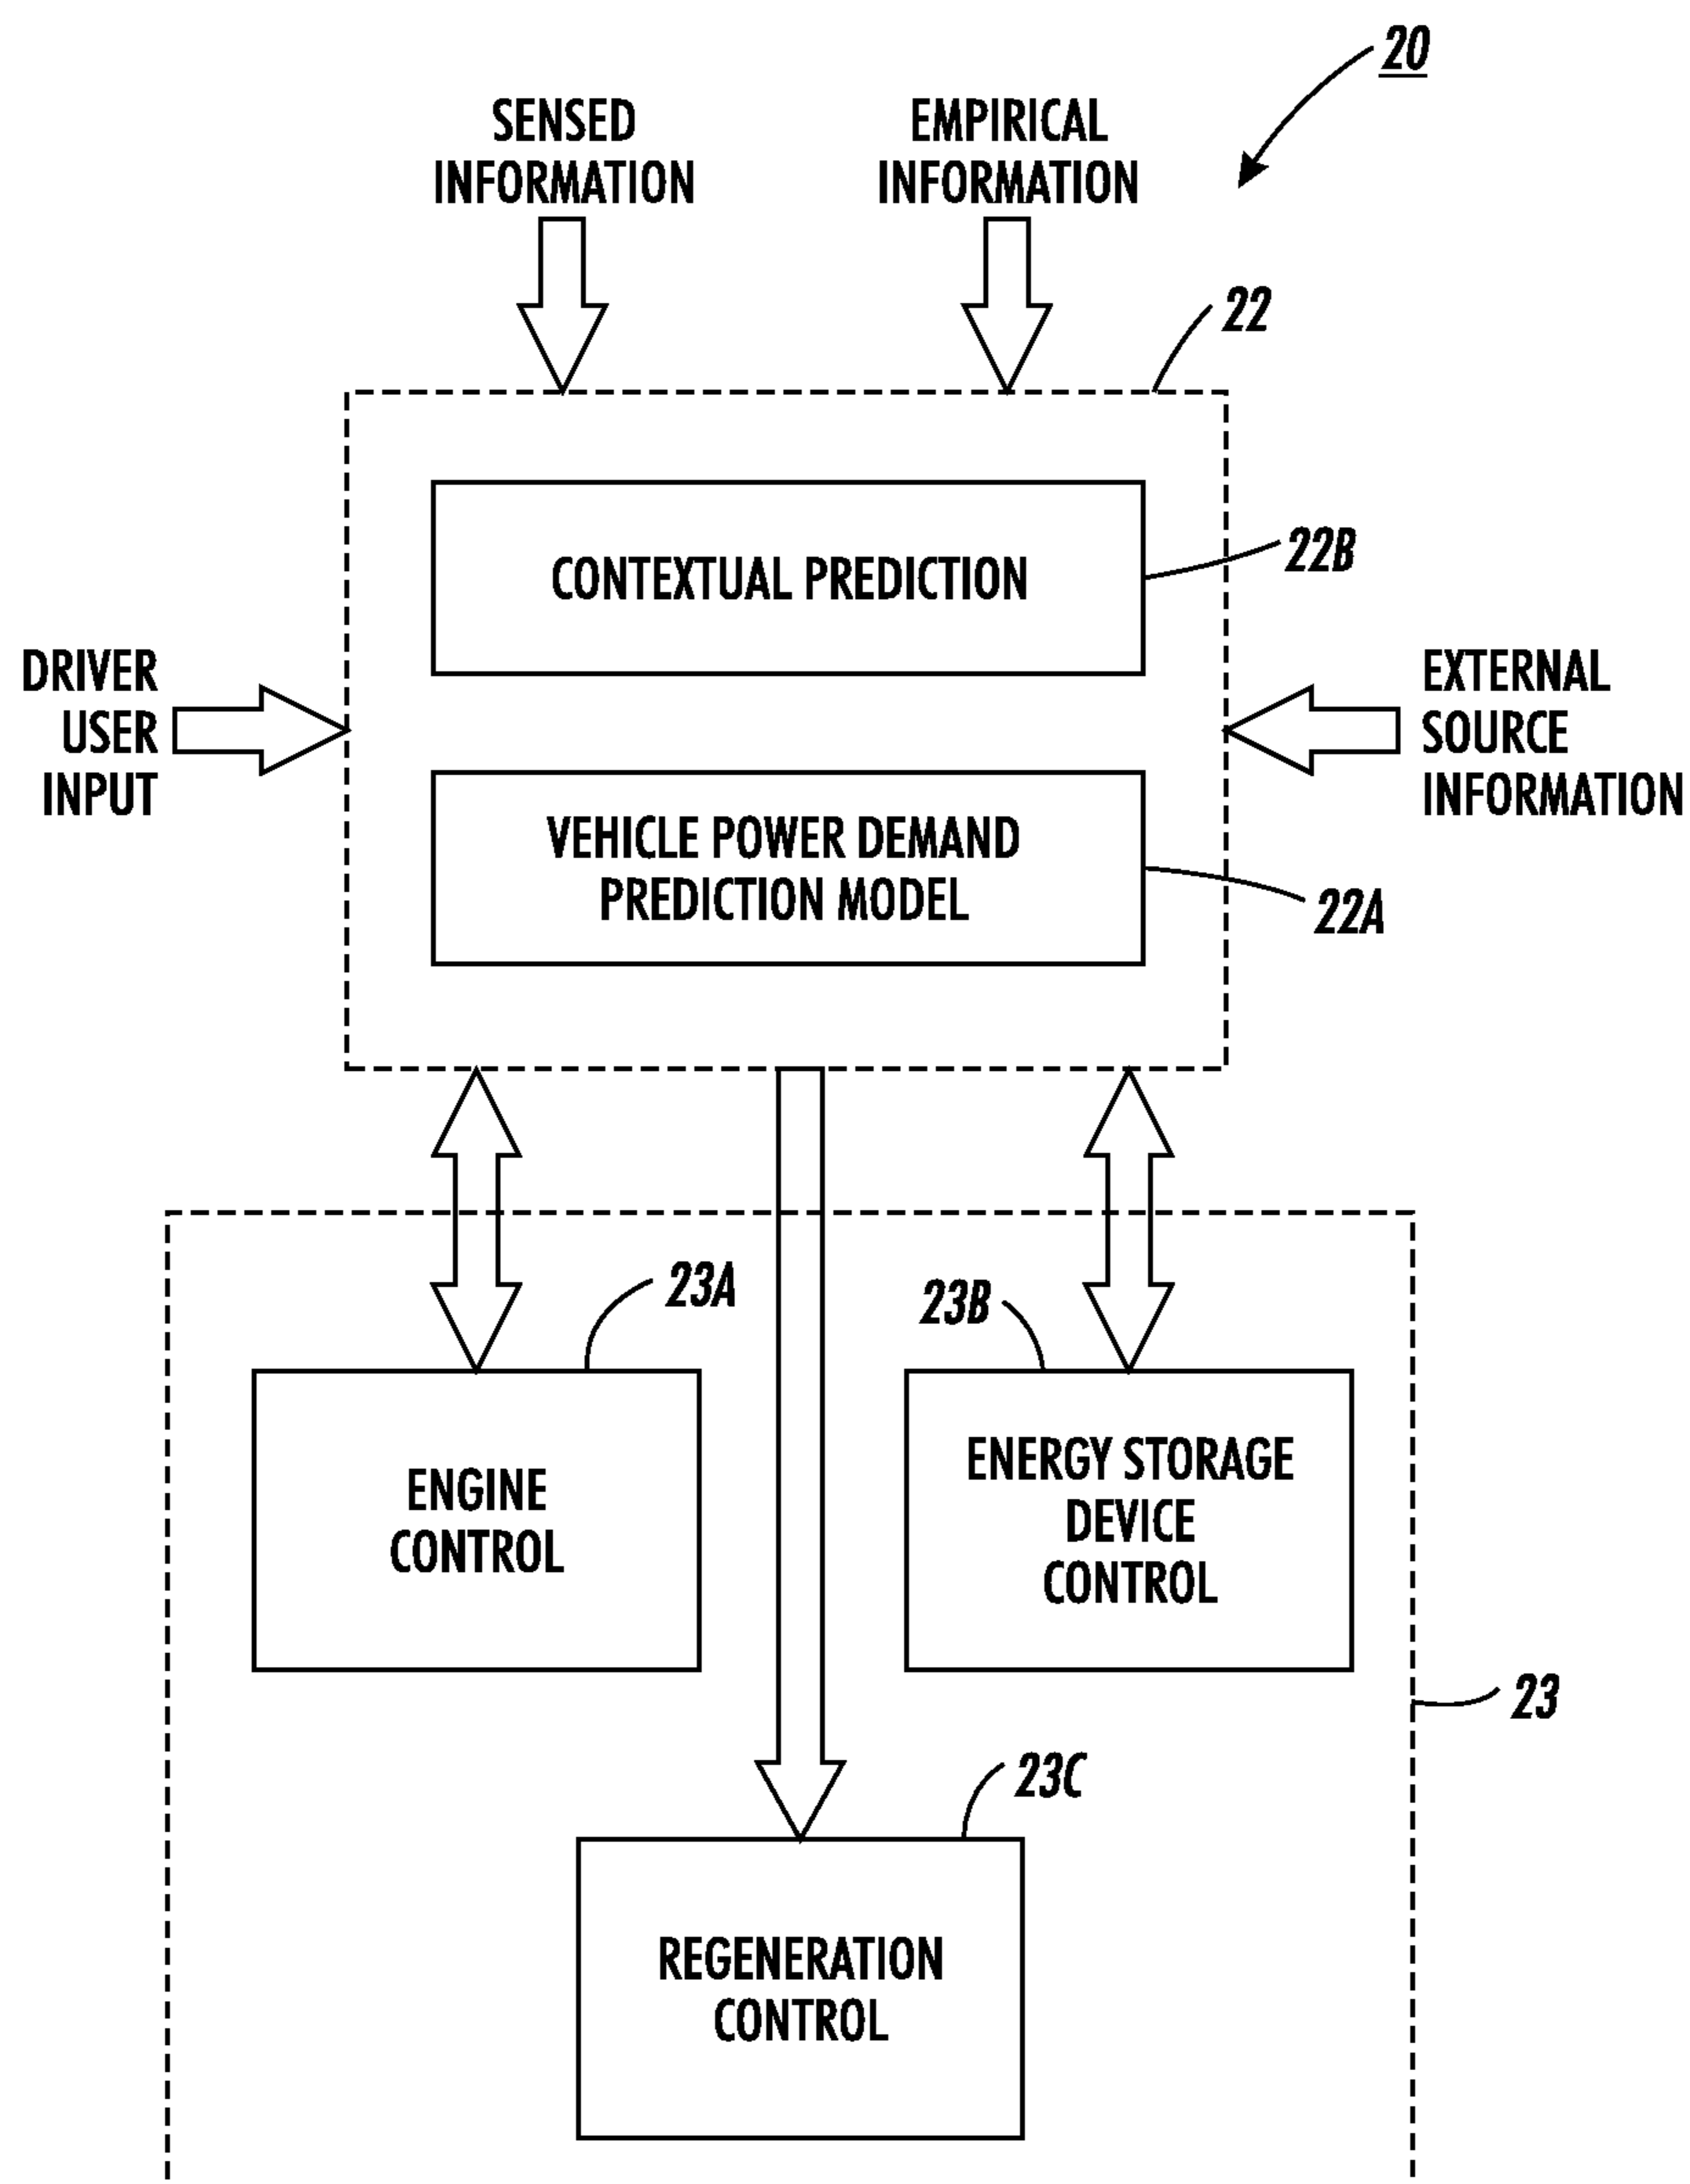 20
SENSED
INFORMATION
EMPIRICAL
INFORMATION
22
CONTEXTUAL PREDICTION
22B
DRIVER
USER
INPUT
EXTERNAL
SOURCE
INFORMATION
VEHICLE POWER DEMAND
PREDICTION MODEL
22A
23A
23B
ENGINE
CONTROL
ENERGY STORAGE
DEVICE
CONTROL
23
23C
REGENERATION
CONTROL